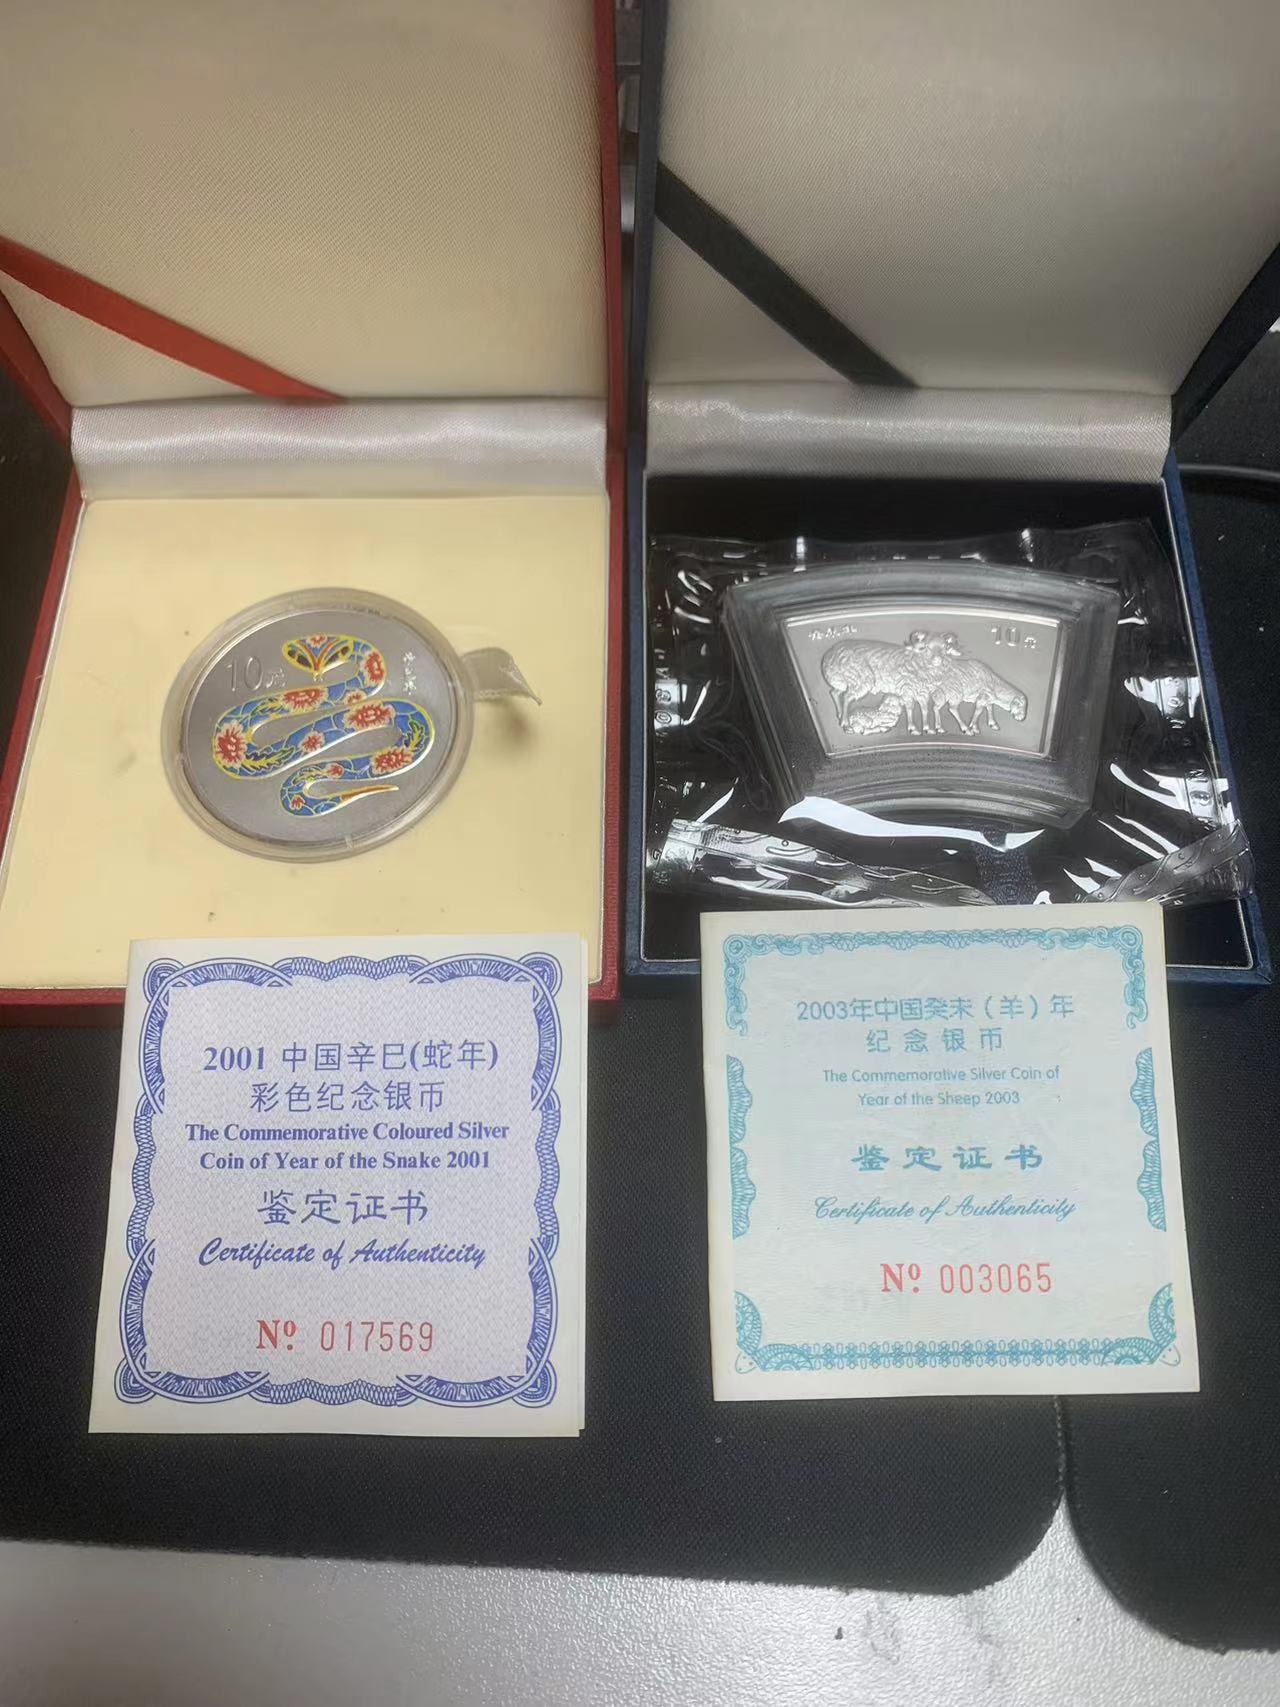 10元
10元
2001 中国辛巳(蛇年)
彩色纪念银币
The Commemorative Coloured Silver
Coin of Year of the Snake 2001
鉴定证书
Certificate of Authenticity
Nº 017569
2003年中国癸未（羊）年
纪念银币
The Commemorative Silver Coin of
Year of the Sheep 2003
鉴定证书
Certificate of Authenticity
Nº 003065